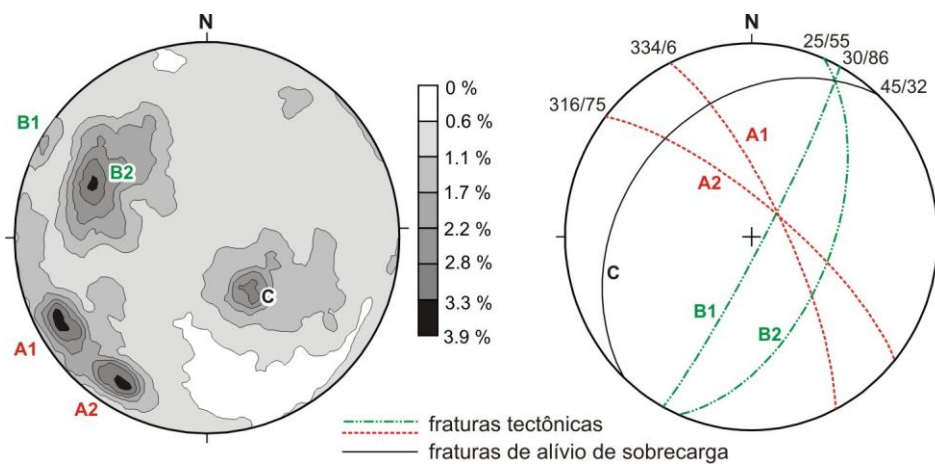 N
B1
B2
C
A1
A2
0 %
0.6 %
1.1 %
1.7 %
2.2 %
2.8 %
3.3 %
3.9 %
N
25/55
30/86
45/32
334/6
316/75
A1
A2
C
B1
B2
fraturas tectônicas
fraturas de alívio de sobrecarga